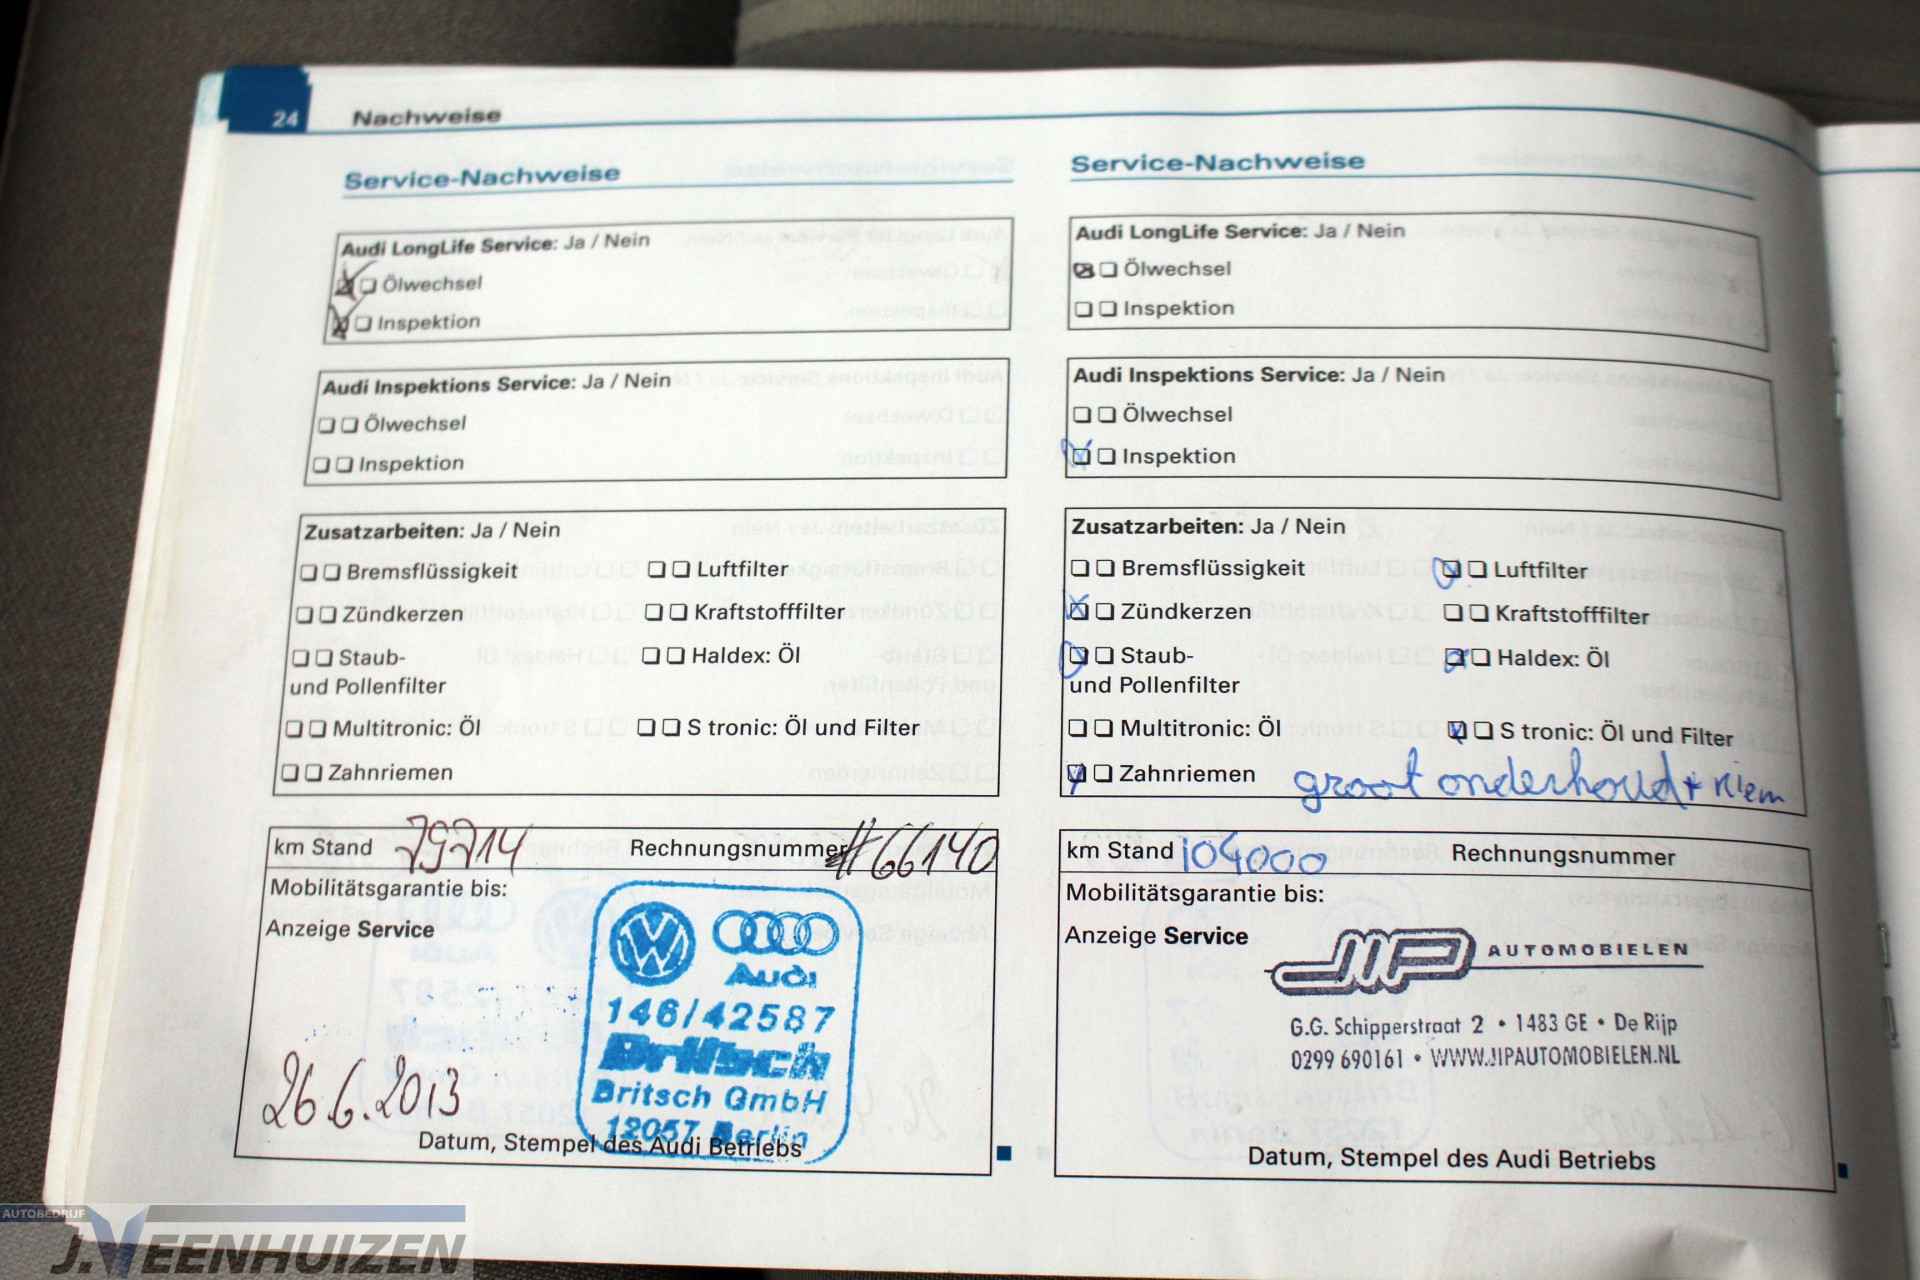 24 Nachweise
Service-Nachweise
Audi LongLife Service: Ja / Nein
Ölwechsel
Inspektion
Audi Inspektions Service: Ja / Nein
Ölwechsel
Inspektion
Zusatzarbeiten: Ja / Nein
Bremsflüssigkeit Luftfilter
Zündkerzen Kraftstofffilter
Staub- Haldex: Öl
und Pollenfilter
Multitronic: Öl S tronic: Öl und Filter
Zahnriemen
km Stand 79714 Rechnungsnummer #66140
Mobilitätsgarantie bis:
Anzeige Service
Audi
146/42587
Britsch
Britsch GmbH
12057 Berlin
26.6.2013
Datum, Stempel des Audi Betriebs
Service-Nachweise
Audi LongLife Service: Ja / Nein
Ölwechsel
Inspektion
Audi Inspektions Service: Ja / Nein
Ölwechsel
Inspektion
Zusatzarbeiten: Ja / Nein
Bremsflüssigkeit Luftfilter
Zündkerzen Kraftstofffilter
Staub- Haldex: Öl
und Pollenfilter
Multitronic: Öl S tronic: Öl und Filter
Zahnriemen groot onderhoud + Riem
km Stand 104000 Rechnungsnummer
Mobilitätsgarantie bis:
Anzeige Service
JIP AUTOMOBIELEN
G.G. Schipperstraat 2 • 1483 GE • De Rijp
0299 690161 • WWW.JIPAUTOMOBIELEN.NL
Datum, Stempel des Audi Betriebs
AUTOBEDRIJF
J.VEENHUIZEN